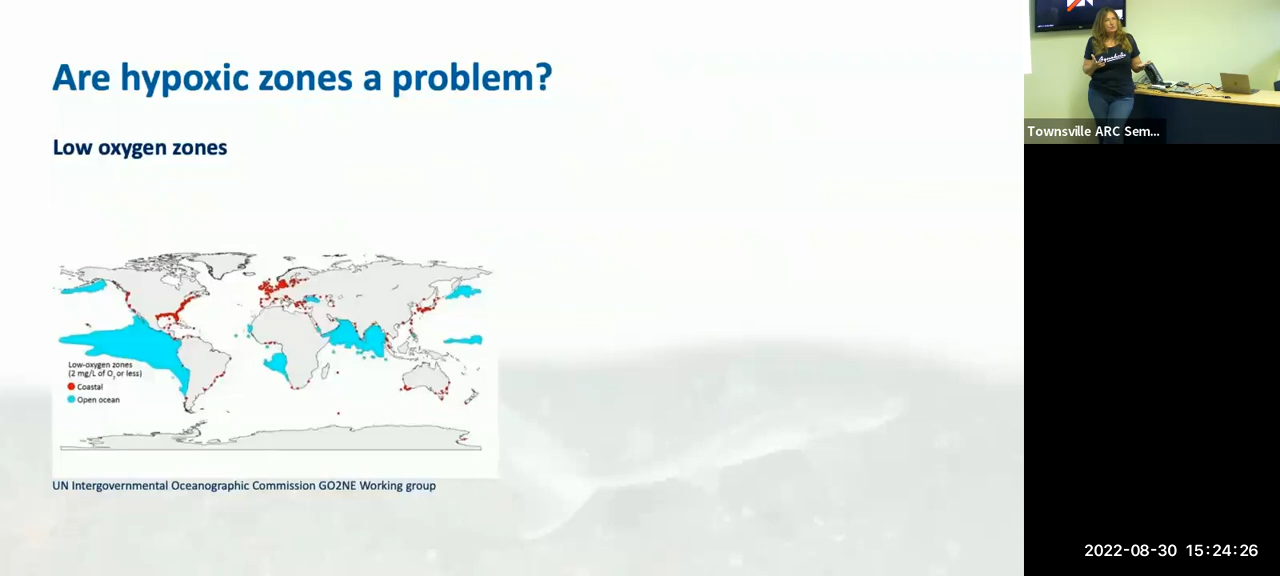 Are hypoxic zones a problem?
Low oxygen zones
Low-oxygen zones
(2 mg/L of O2 or less)
Coastal
Open ocean
UN Intergovernmental Oceanographic Commission GO2NE Working group
Townsville ARC Sem...
2022-08-30 15:24:26